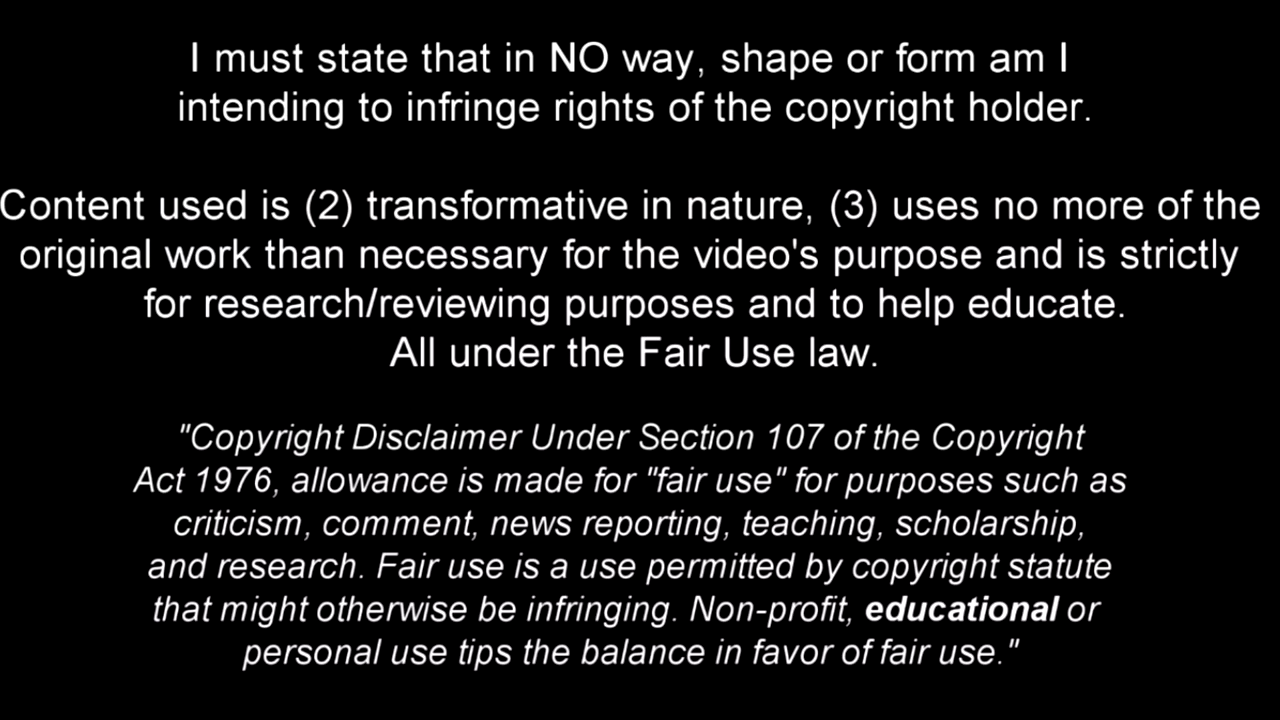 I must state that in NO way, shape or form am I
intending to infringe rights of the copyright holder.
Content used is (2) transformative in nature, (3) uses no more of the
original work than necessary for the video's purpose and is strictly
for research/reviewing purposes and to help educate.
All under the Fair Use law.
"Copyright Disclaimer Under Section 107 of the Copyright
Act 1976, allowance is made for "fair use" for purposes such as
criticism, comment, news reporting, teaching, scholarship,
and research. Fair use is a use permitted by copyright statute
that might otherwise be infringing. Non-profit, educational or
personal use tips the balance in favor of fair use."